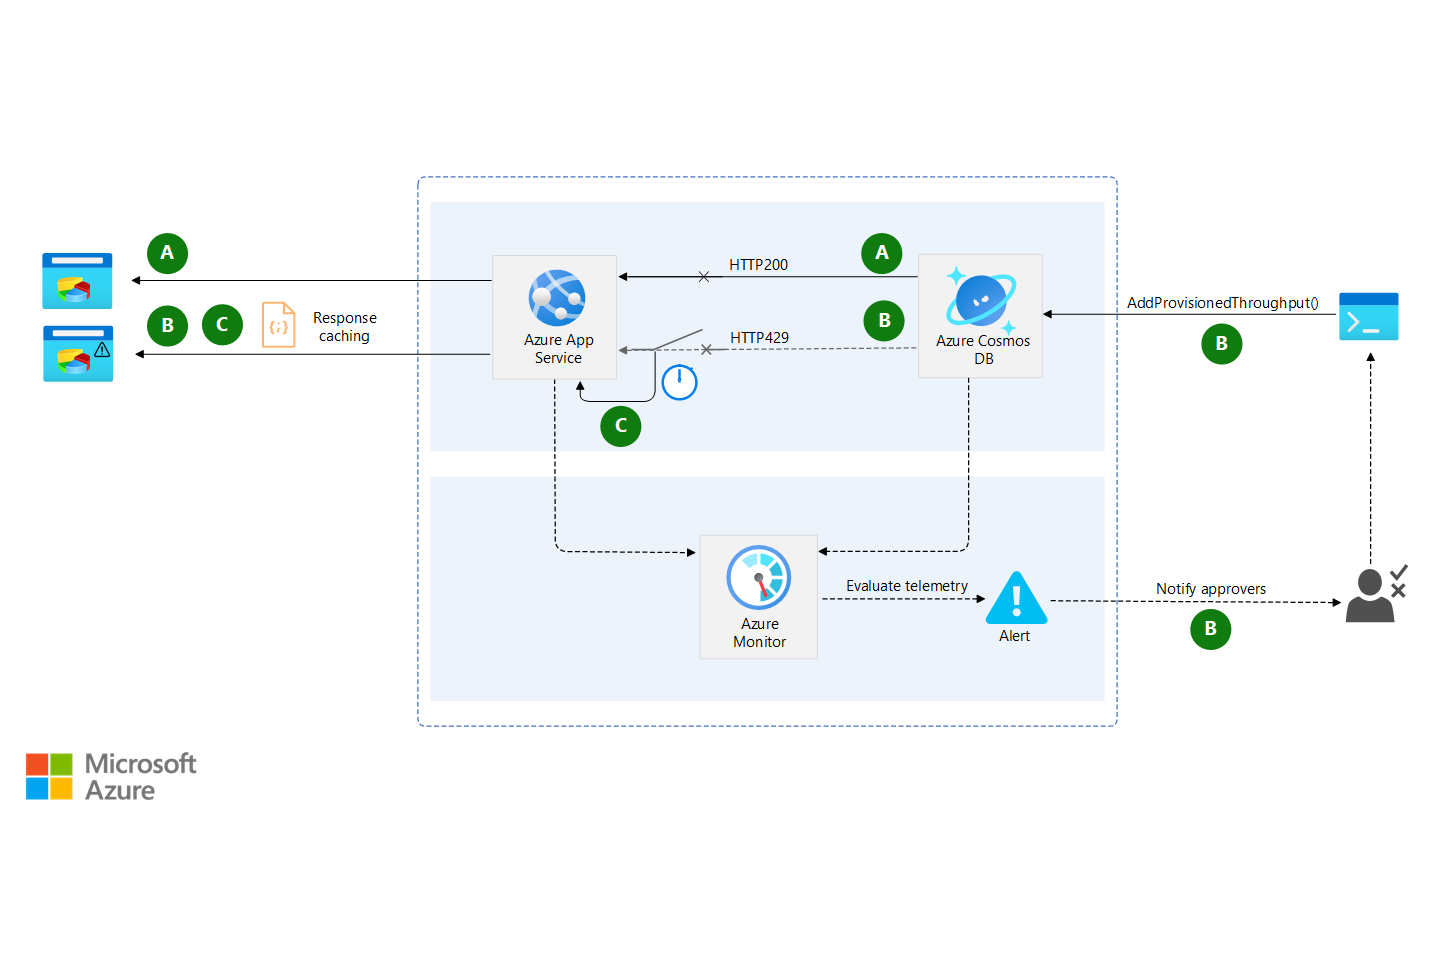 A
HTTP200
A
B
C
Response
caching
Azure App
Service
HTTP429
B
Azure Cosmos
DB
AddProvisionedThroughput()
B
C
Evaluate telemetry
Notify approvers
Azure
Monitor
Alert
B
Microsoft
Azure